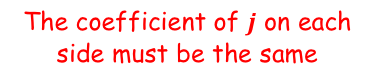 The coefficient of j on each
side must be the same